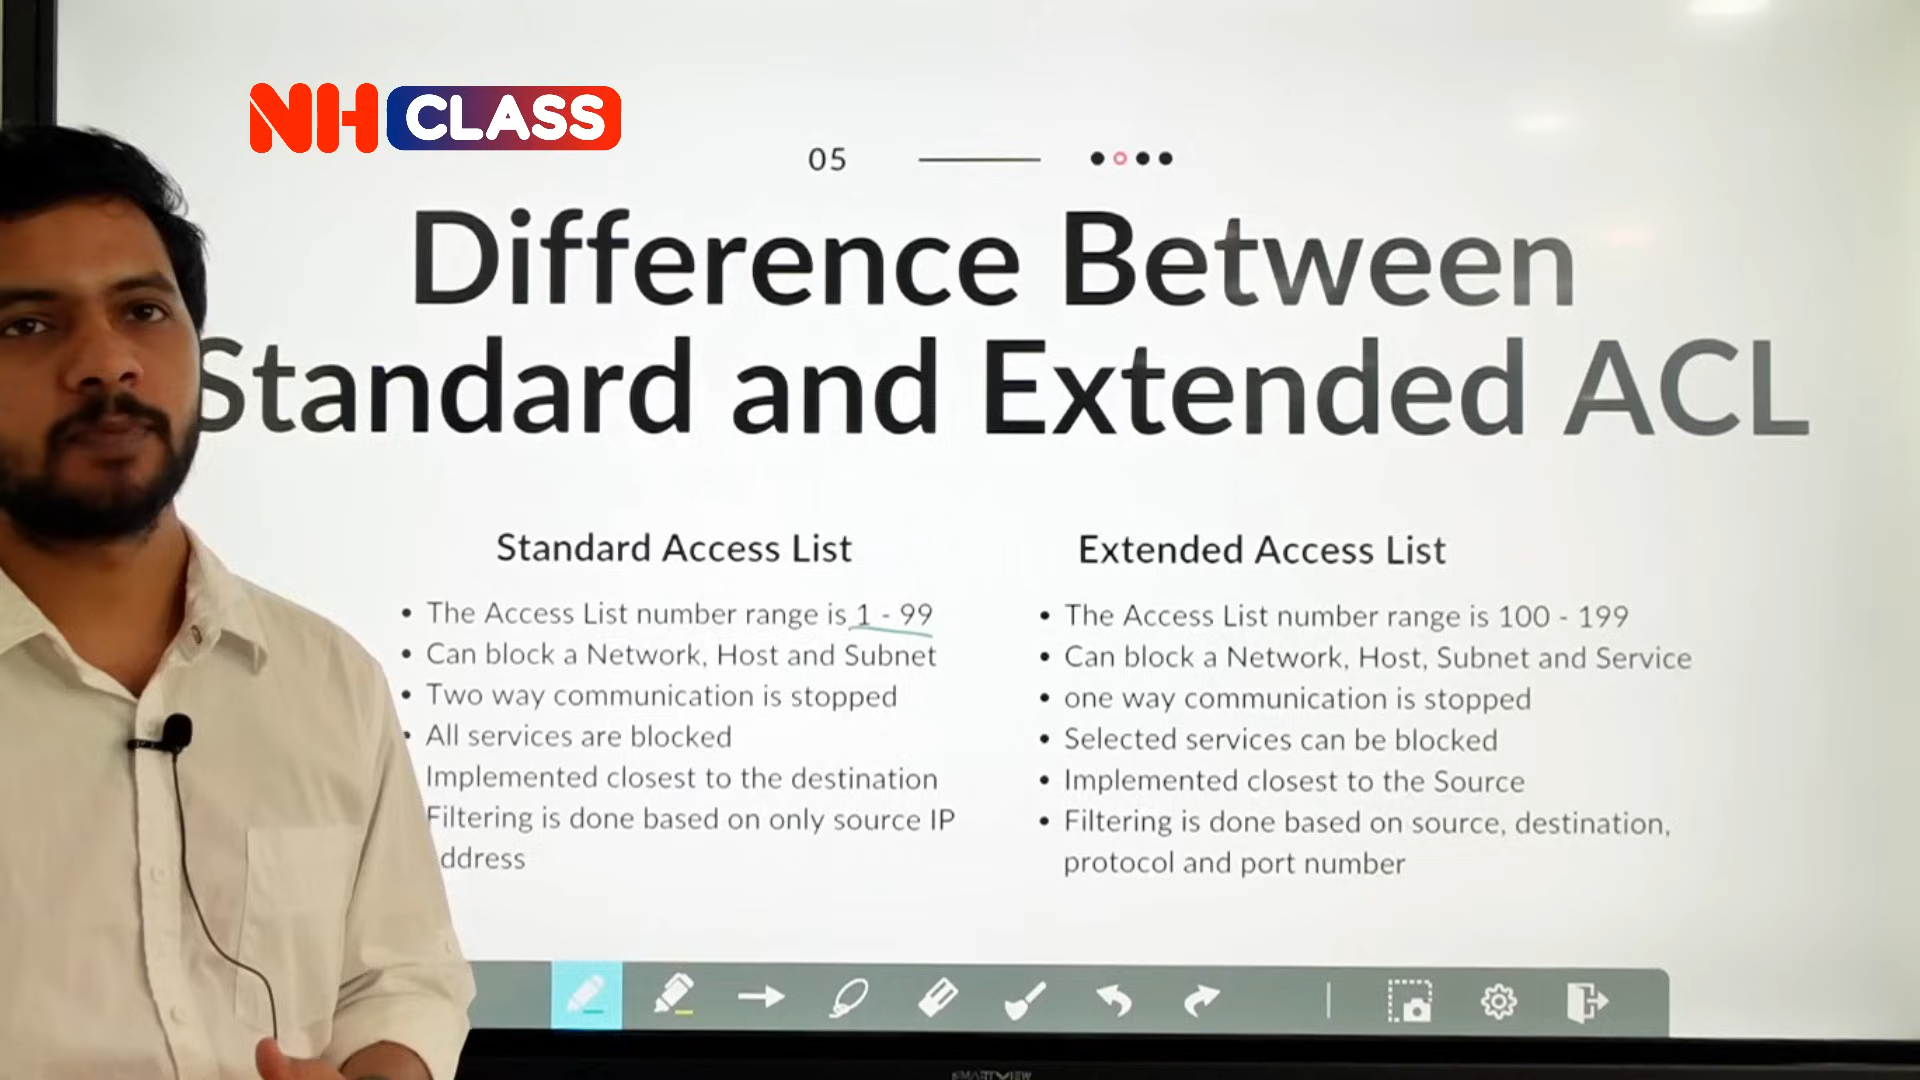 NH CLASS
05
Difference Between
Standard and Extended ACL
Standard Access List
• The Access List number range is 1 - 99
• Can block a Network, Host and Subnet
• Two way communication is stopped
• All services are blocked
Implemented closest to the destination
Filtering is done based on only source IP
ddress
Extended Access List
• The Access List number range is 100 - 199
• Can block a Network, Host, Subnet and Service
• one way communication is stopped
• Selected services can be blocked
• Implemented closest to the Source
• Filtering is done based on source, destination,
protocol and port number